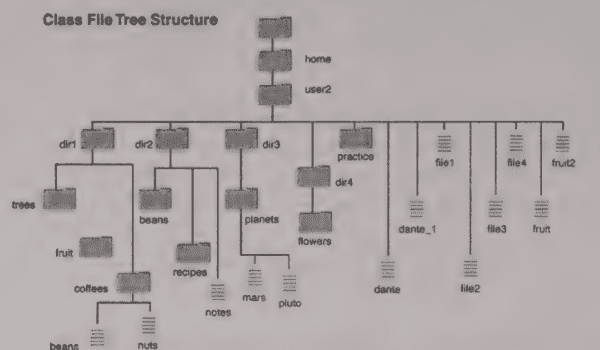 Class File Tree Structure
home
user2
dir1
dir2
dir3
practice
file1
file4
fruit2
dir4
trees
beans
planets
dante_1
file3
fruit
flowers
fruit
recipes
coffees
mars
pluto
dante
file2
notes
beans
nuts